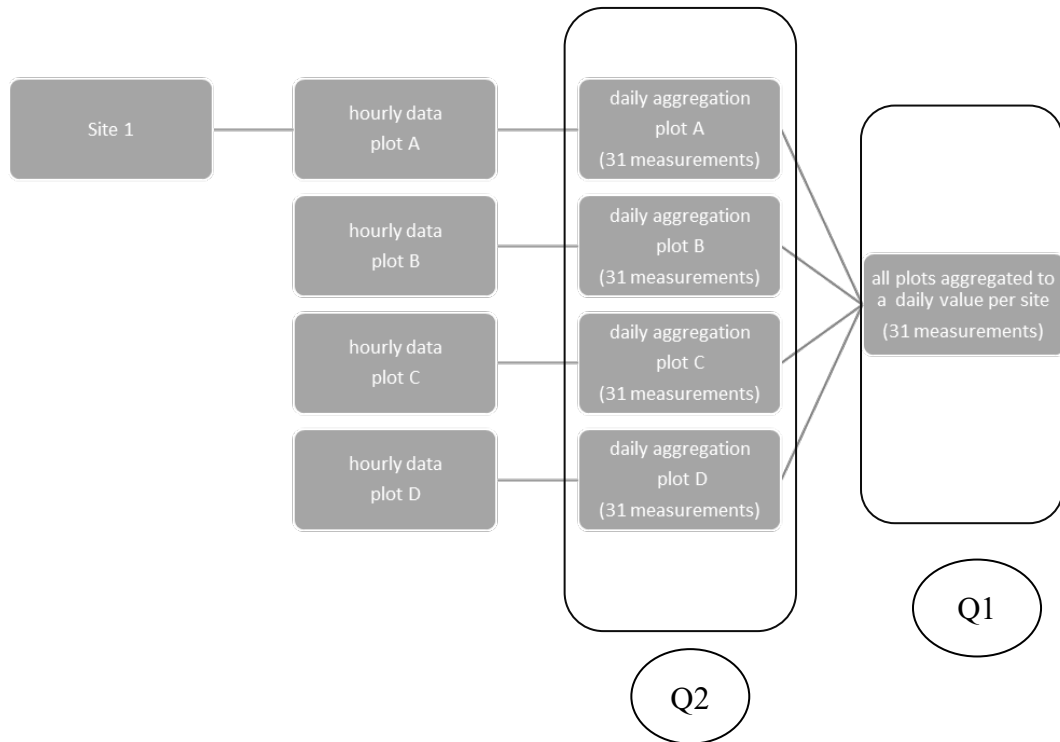 Site 1
hourly data
plot A
daily aggregation
plot A
(31 measurements)
hourly data
plot B
daily aggregation
plot B
(31 measurements)
all plots aggregated to
a daily value per site
(31 measurements)
hourly data
plot C
daily aggregation
plot C
(31 measurements)
hourly data
plot D
daily aggregation
plot D
(31 measurements)
Q1
Q2